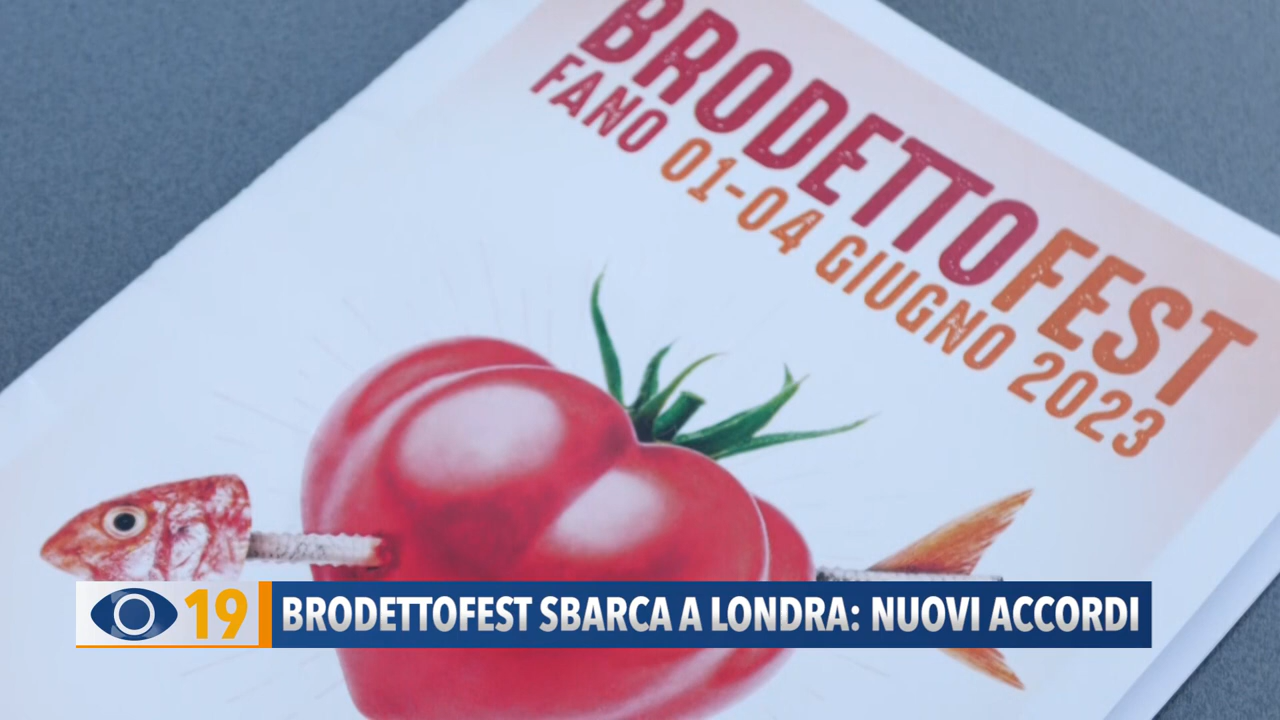 BRODETTOFEST
FANO 01-04 GIUGNO 2023
19 BRODETTOFEST SBARCA A LONDRA: NUOVI ACCORDI